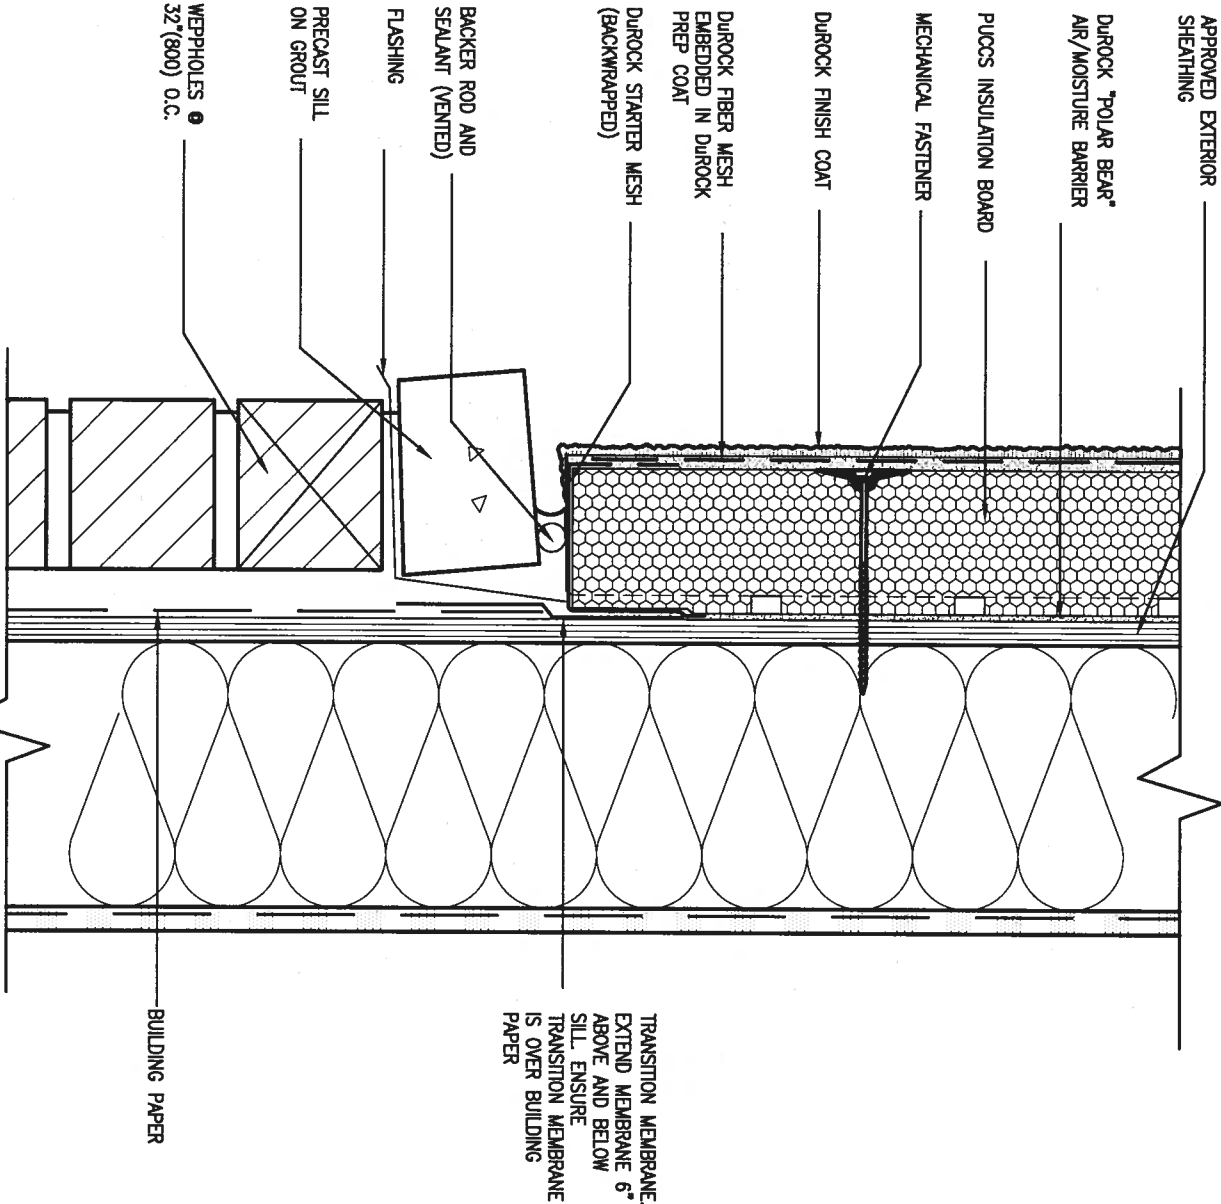 APPROVED EXTERIOR
SHEATHING
DuROCK "POLAR BEAR"
AIR/MOISTURE BARRIER
PUCCS INSULATION BOARD
MECHANICAL FASTENER
DuROCK FINISH COAT
DuROCK FIBER MESH
EMBEDDED IN DuROCK
PREP COAT
DuROCK STARTER MESH
(BACKWRAPPED)
BACKER ROD AND
SEALANT (VENTED)
FLASHING
PRECAST SILL
ON GROUT
WEPPHOLES @
32"(800) O.C.
TRANSITION MEMBRANE.
EXTEND MEMBRANE 6"
ABOVE AND BELOW
SILL. ENSURE
TRANSITION MEMBRANE
IS OVER BUILDING
PAPER
BUILDING PAPER